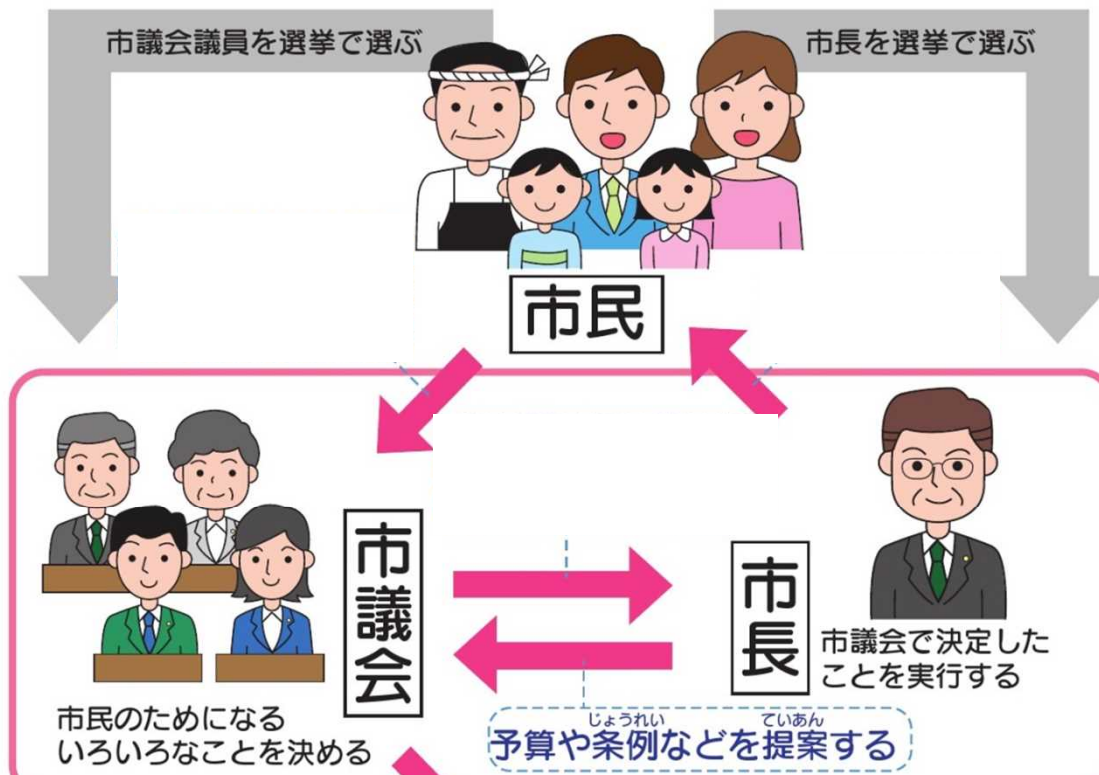 市議会議員を選挙で選ぶ
市長を選挙で選ぶ
市民
市議会
市長
市議会で決定した
ことを実行する
市民のためになる
いろいろなことを決める
じょうれい
ていあん
予算や条例などを提案する